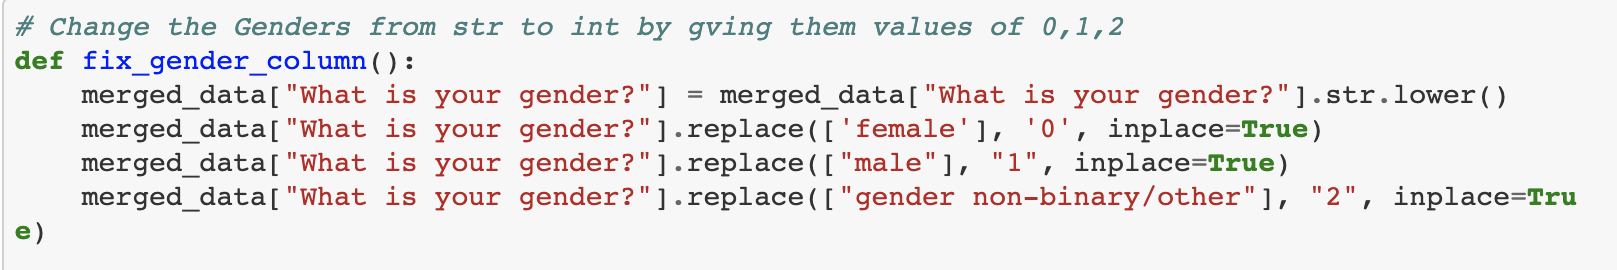 # Change the Genders from str to int by gving them values of 0,1,2
def fix_gender_column():
    merged_data["What is your gender?"] = merged_data["What is your gender?"].str.lower()
    merged_data["What is your gender?"].replace(['female'], '0', inplace=True)
    merged_data["What is your gender?"].replace(["male"], "1", inplace=True)
    merged_data["What is your gender?"].replace(["gender non-binary/other"], "2", inplace=Tru
e)